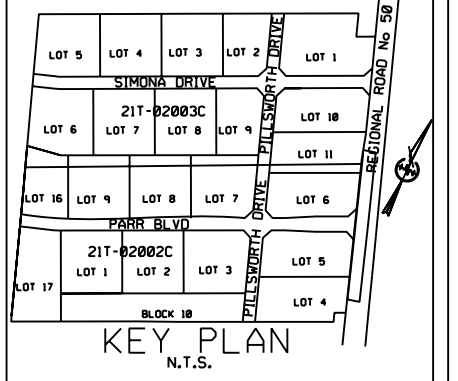 LOT 5 LOT 4 LOT 3 LOT 2 LOT 1
SIMONA DRIVE
PILLSWORTH DRIVE
REGIONAL ROAD No 50
21T-02003C
LOT 6 LOT 7 LOT 8 LOT 9 LOT 10
LOT 11
LOT 16 LOT 9 LOT 8 LOT 7 LOT 6
PARR BLVD
PILLSWORTH DRIVE
21T-02002C
LOT 17 LOT 1 LOT 2 LOT 3 LOT 5
LOT 4
BLOCK 10
KEY PLAN
N.T.S.